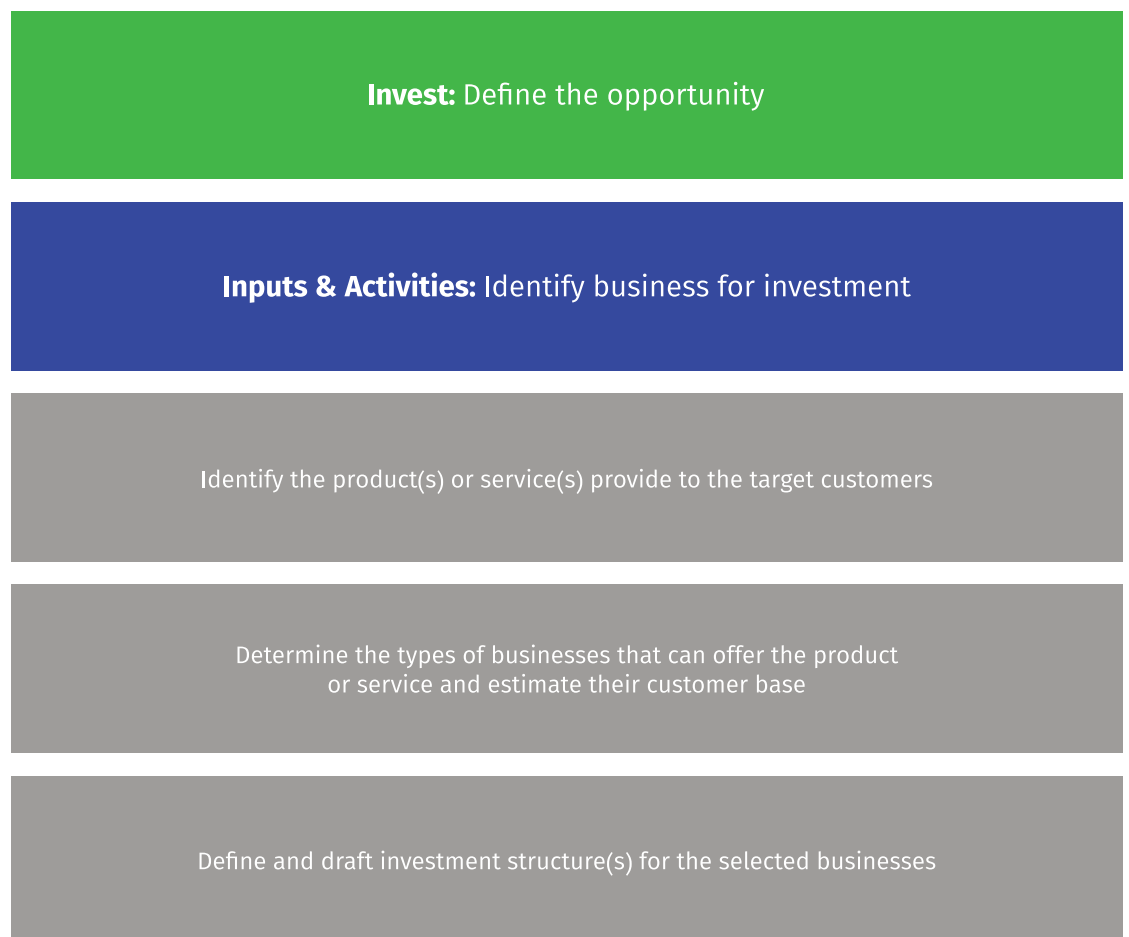 Invest: Define the opportunity
Inputs & Activities: Identify business for investment
Identify the product(s) or service(s) provide to the target customers
Determine the types of businesses that can offer the product
or service and estimate their customer base
Define and draft investment structure(s) for the selected businesses